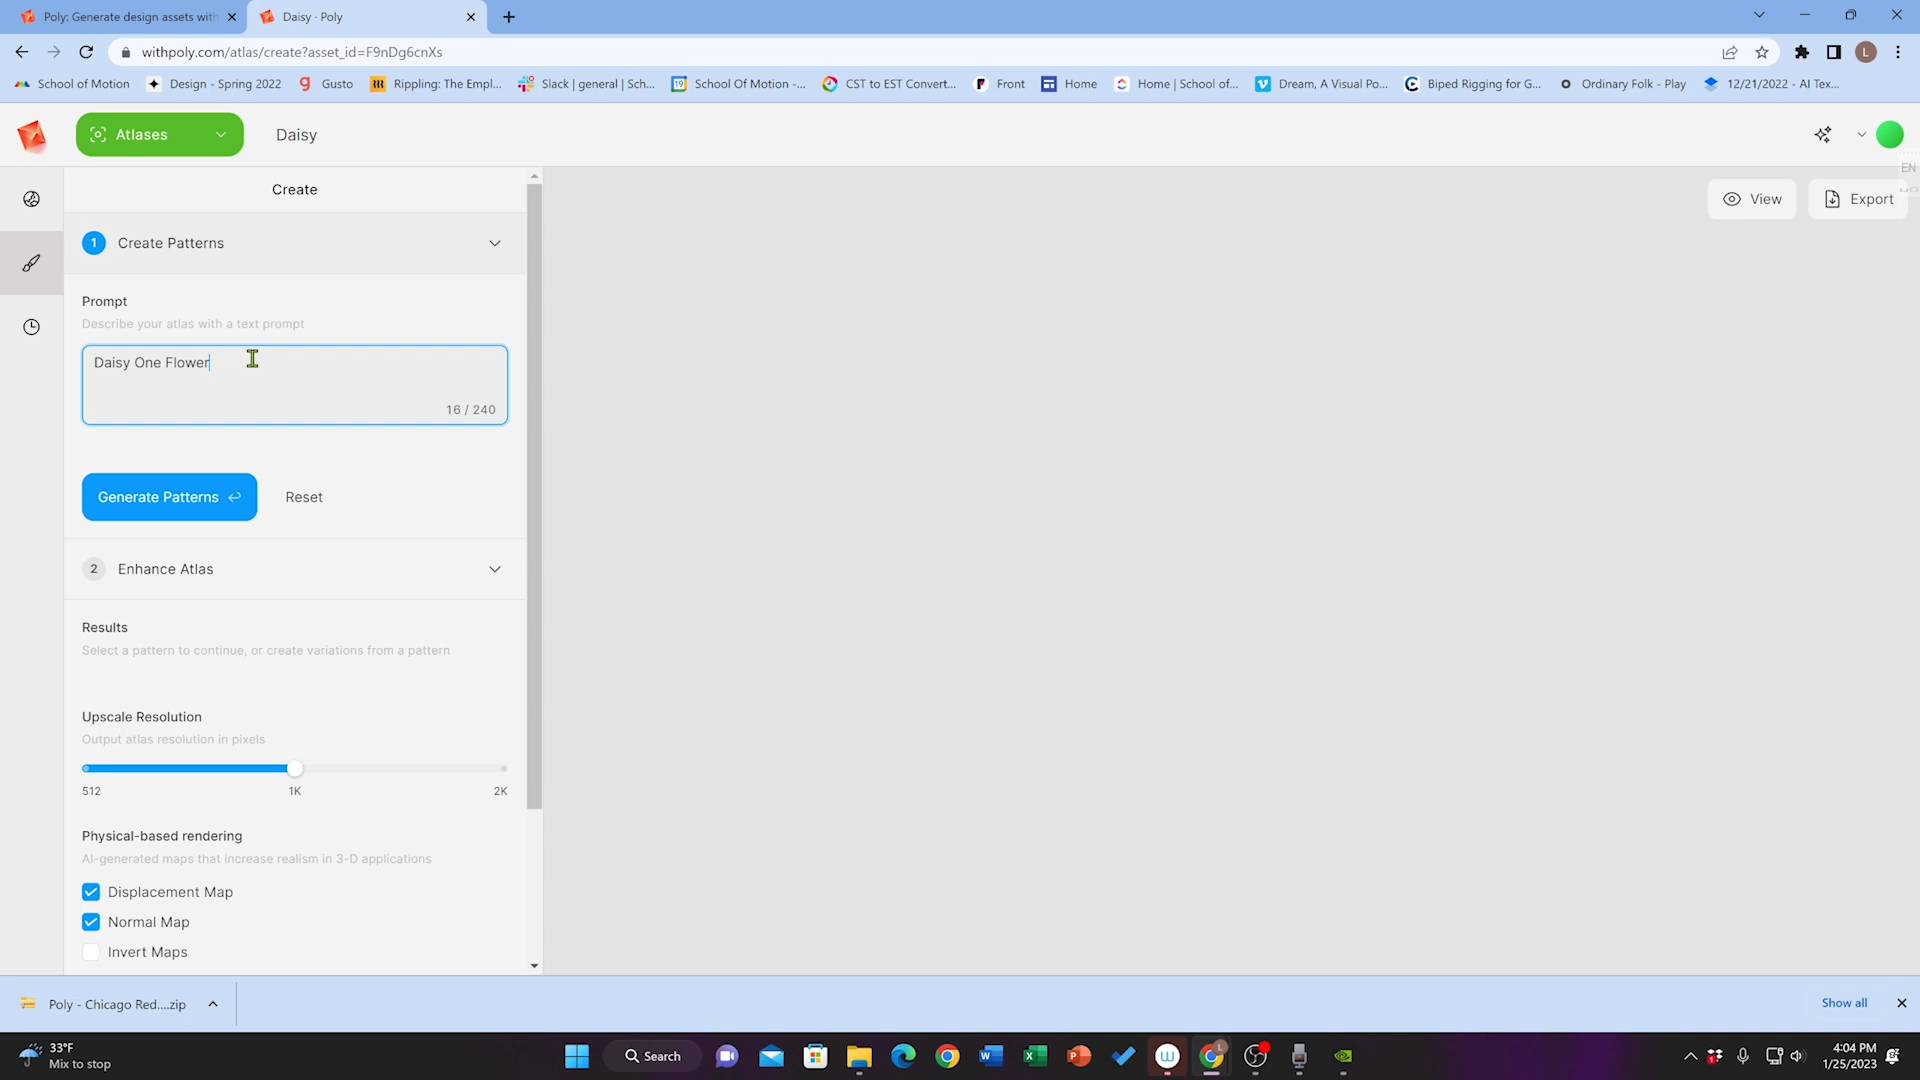 Poly: Generate design assets with
Daisy · Poly
withpoly.com/atlas/create?asset_id=F9nDg6cnXs
L
School of Motion
Design - Spring 2022
Gusto
Rippling: The Empl...
Slack | general | Sch...
School Of Motion -...
CST to EST Convert...
Front
Home
Home | School of...
Dream, A Visual Po...
Biped Rigging for G...
Ordinary Folk - Play
12/21/2022 - AI Tex...
Atlases
Daisy
EN
Create
View
Export
1 Create Patterns
Prompt
Describe your atlas with a text prompt
Daisy One Flower
16 / 240
Generate Patterns
Reset
2 Enhance Atlas
Results
Select a pattern to continue, or create variations from a pattern
Upscale Resolution
Output atlas resolution in pixels
512 1K 2K
Physical-based rendering
AI-generated maps that increase realism in 3-D applications
Displacement Map
Normal Map
Invert Maps
Poly - Chicago Red....zip
Show all
33°F
Mix to stop
Search
4:04 PM
1/25/2023